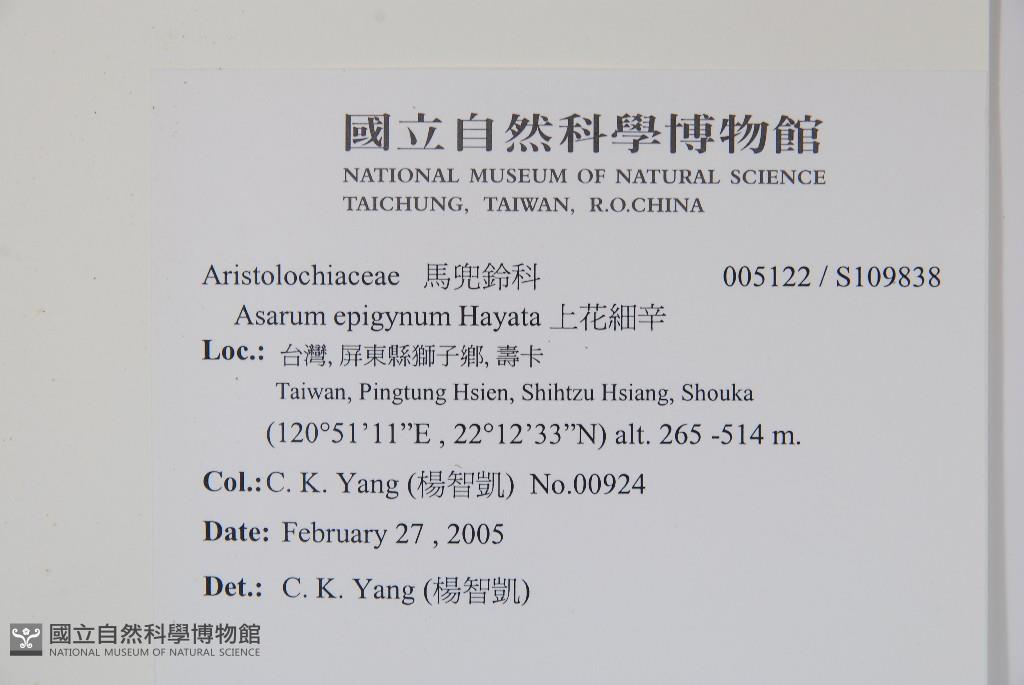 國立自然科學博物館
NATIONAL MUSEUM OF NATURAL SCIENCE
TAICHUNG, TAIWAN, R.O.CHINA
Aristolochiaceae 馬兜鈴科 005122 / S109838
Asarum epigynum Hayata 上花細辛
Loc.: 台灣, 屏東縣獅子鄉, 壽卡
Taiwan, Pingtung Hsien, Shihtzu Hsiang, Shouka
(120°51’11”E , 22°12’33”N) alt. 265 -514 m.
Col.: C. K. Yang (楊智凱) No.00924
Date: February 27 , 2005
Det.: C. K. Yang (楊智凱)
國立自然科學博物館
NATIONAL MUSEUM OF NATURAL SCIENCE